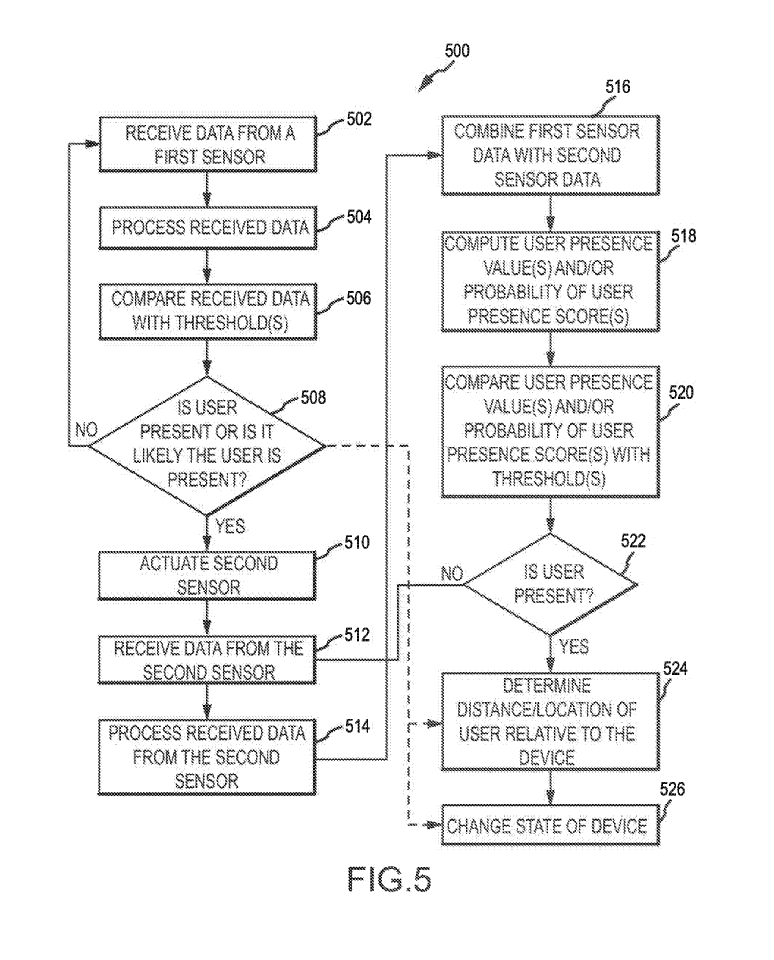 500
502
RECEIVE DATA FROM A
FIRST SENSOR
504
PROCESS RECEIVED DATA
506
COMPARE RECEIVED DATA
WITH THRESHOLD(S)
508
IS USER
PRESENT OR IS IT
LIKELY THE USER IS
PRESENT?
NO
YES
510
ACTUATE SECOND
SENSOR
512
RECEIVE DATA FROM THE
SECOND SENSOR
514
PROCESS RECEIVED DATA
FROM THE SECOND
SENSOR
516
COMBINE FIRST SENSOR
DATA WITH SECOND
SENSOR DATA
518
COMPUTE USER PRESENCE
VALUE(S) AND/OR
PROBABILITY OF USER
PRESENCE SCORE(S)
520
COMPARE USER PRESENCE
VALUE(S) AND/OR
PROBABILITY OF USER
PRESENCE SCORE(S) WITH
THRESHOLD(S)
522
IS USER
PRESENT?
NO
YES
524
DETERMINE
DISTANCE/LOCATION OF
USER RELATIVE TO THE
DEVICE
526
CHANGE STATE OF DEVICE
FIG.5